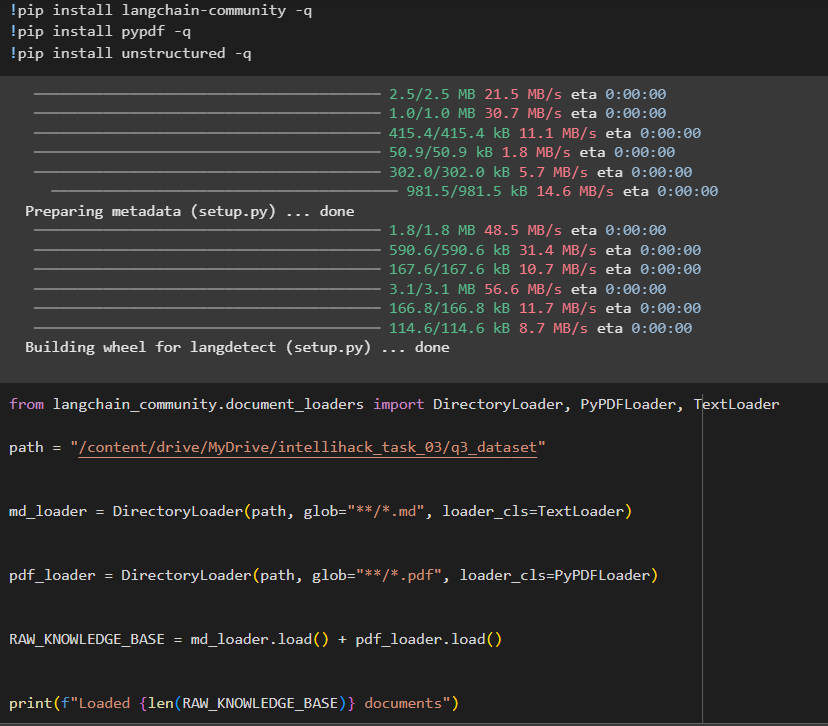 !pip install langchain-community -q
!pip install pypdf -q
!pip install unstructured -q
2.5/2.5 MB 21.5 MB/s eta 0:00:00
1.0/1.0 MB 30.7 MB/s eta 0:00:00
415.4/415.4 kB 11.1 MB/s eta 0:00:00
50.9/50.9 kB 1.8 MB/s eta 0:00:00
302.0/302.0 kB 5.7 MB/s eta 0:00:00
981.5/981.5 kB 14.6 MB/s eta 0:00:00
Preparing metadata (setup.py) ... done
1.8/1.8 MB 48.5 MB/s eta 0:00:00
590.6/590.6 kB 31.4 MB/s eta 0:00:00
167.6/167.6 kB 10.7 MB/s eta 0:00:00
3.1/3.1 MB 56.6 MB/s eta 0:00:00
166.8/166.8 kB 11.7 MB/s eta 0:00:00
114.6/114.6 kB 8.7 MB/s eta 0:00:00
Building wheel for langdetect (setup.py) ... done
from langchain_community.document_loaders import DirectoryLoader, PyPDFLoader, TextLoader
path = "/content/drive/MyDrive/intellihack_task_03/q3_dataset"
md_loader = DirectoryLoader(path, glob="**/*.md", loader_cls=TextLoader)
pdf_loader = DirectoryLoader(path, glob="**/*.pdf", loader_cls=PyPDFLoader)
RAW_KNOWLEDGE_BASE = md_loader.load() + pdf_loader.load()
print(f"Loaded {len(RAW_KNOWLEDGE_BASE)} documents")